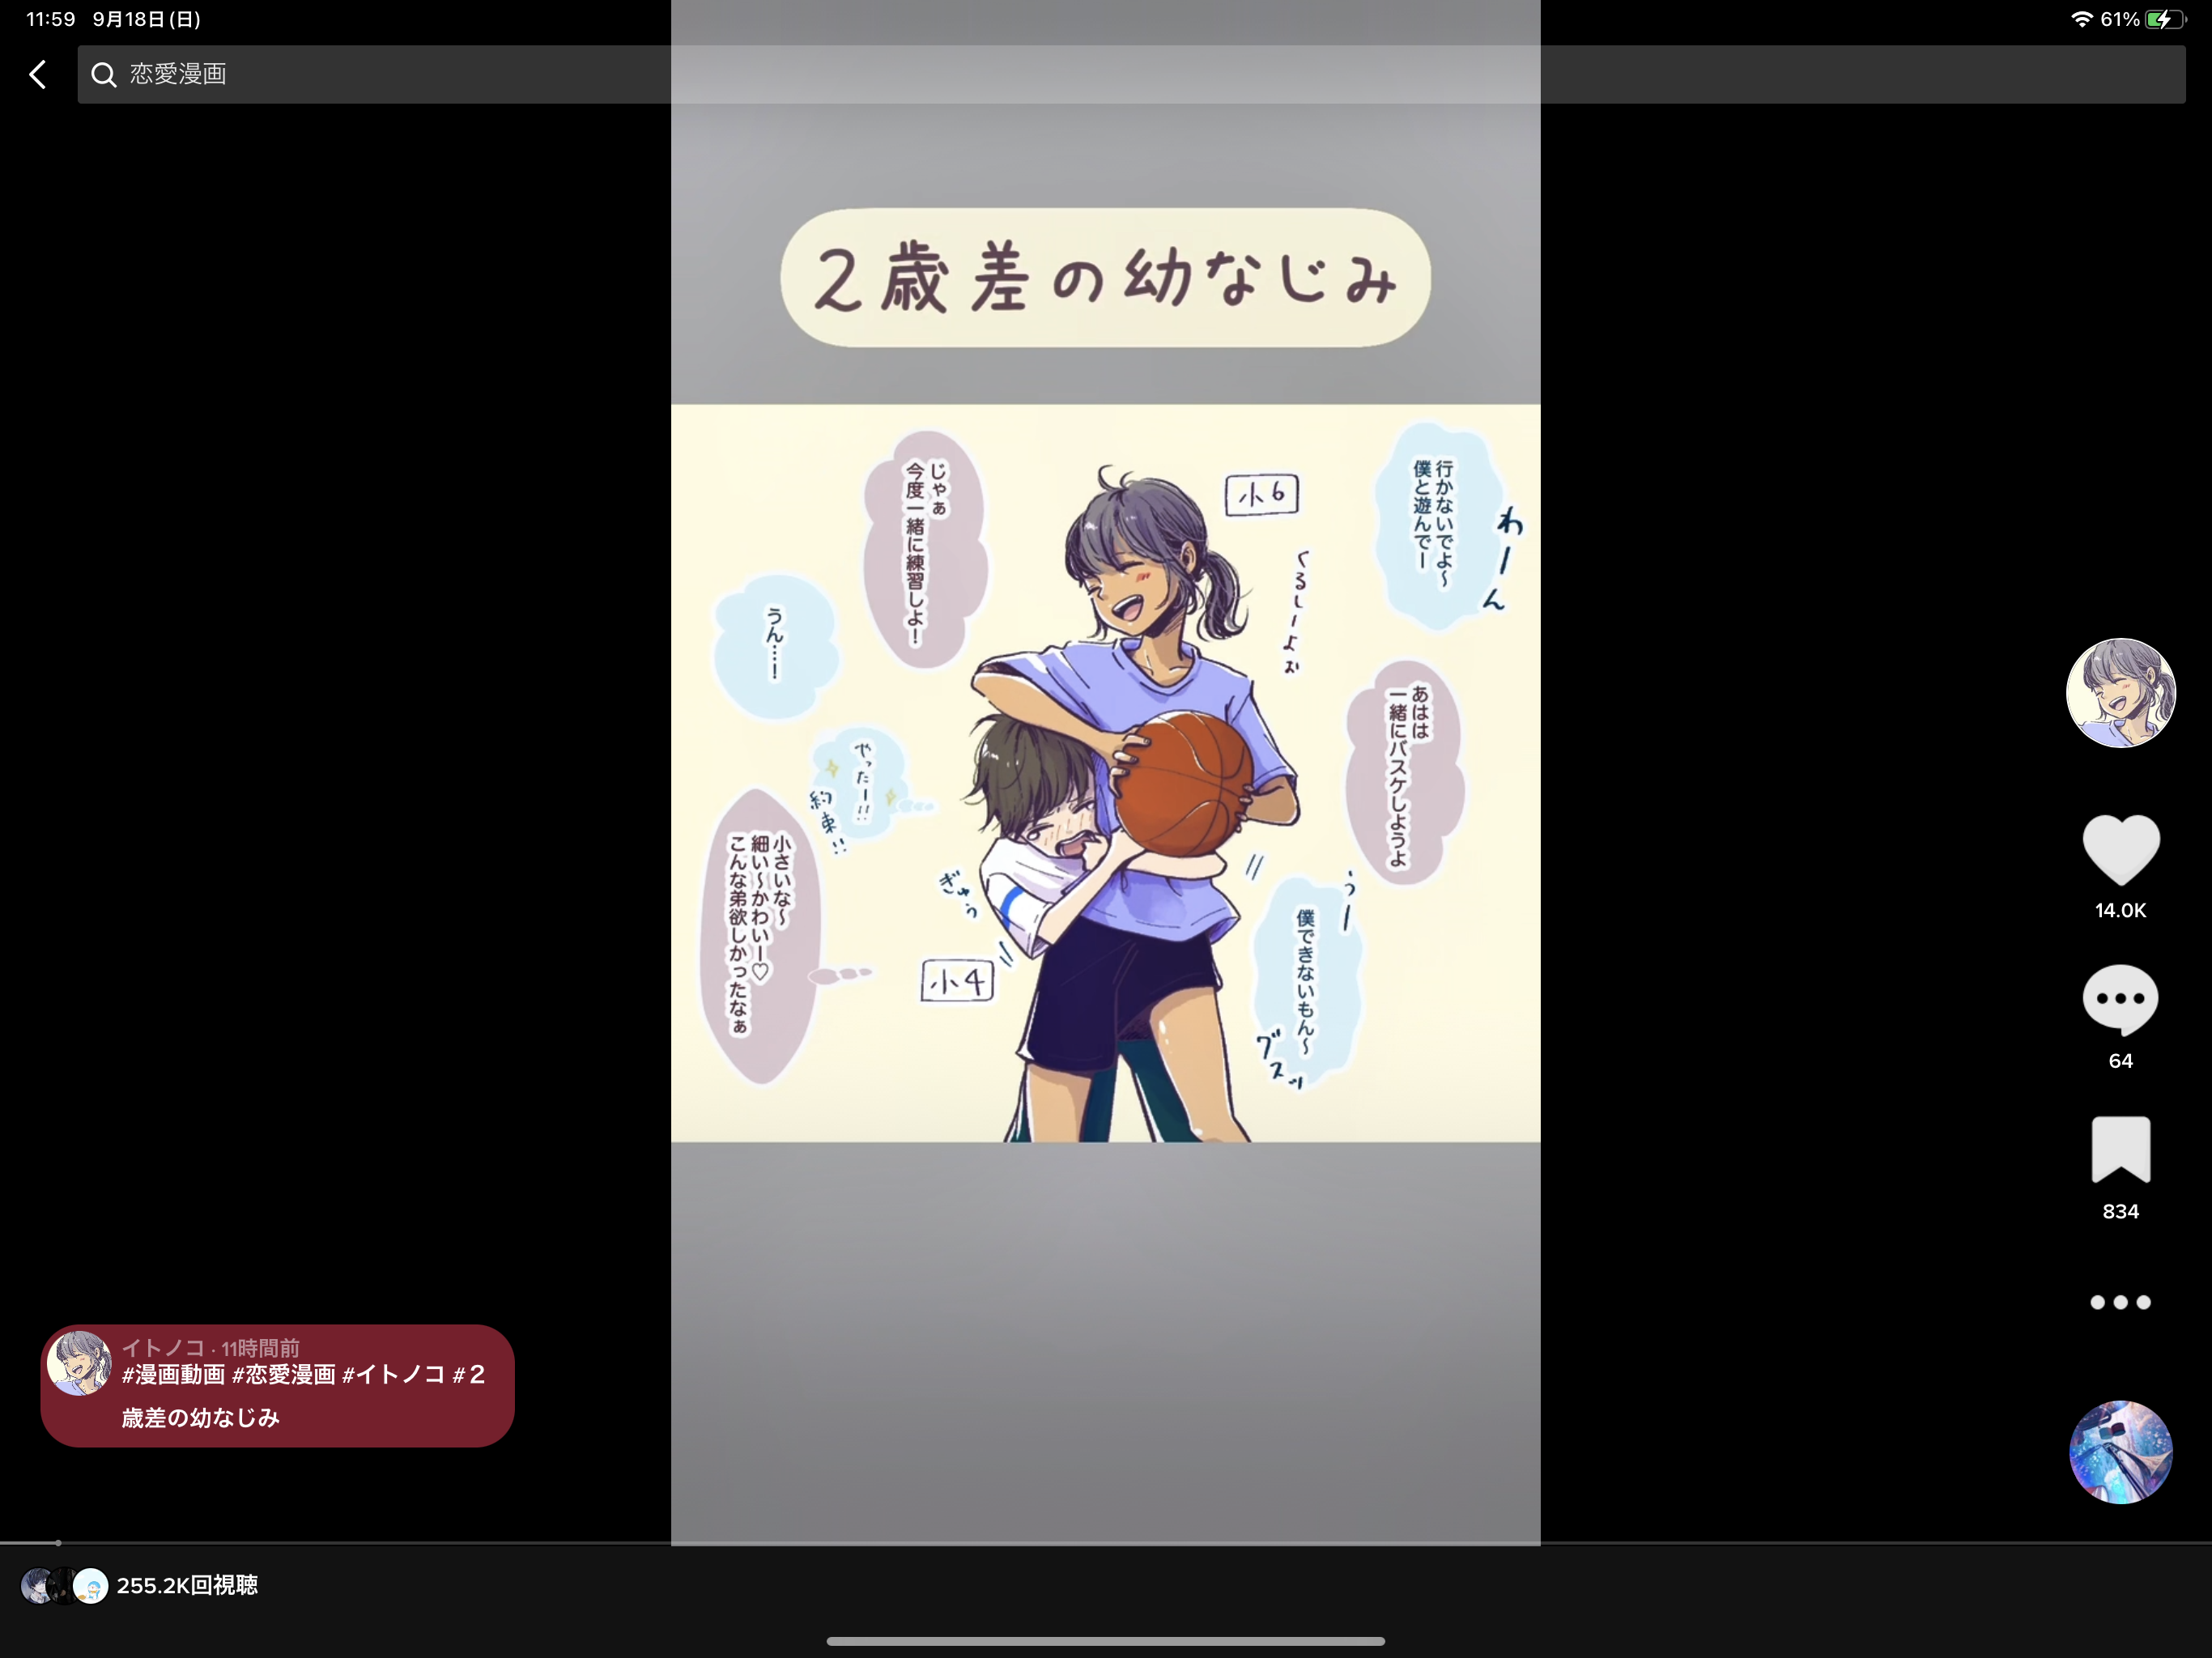 11:59 9月18日(日)
61%
恋愛漫画
２歳差の幼なじみ
わーん
行かないでよ～
僕と遊んでー
小6
くるしーよぉ
あはは
一緒にバスケしようよ
うー
僕できないもん～
グスッ
じゃぁ
今度一緒に練習しよ！
うん…！
やったー!!
約束!!
ぎゅう
小4
小さいな～
細い～かわいー♡
こんな弟欲しかったなぁ
14.0K
64
834
イトノコ · 11時間前
#漫画動画 #恋愛漫画 #イトノコ #２
歳差の幼なじみ
255.2K回視聴